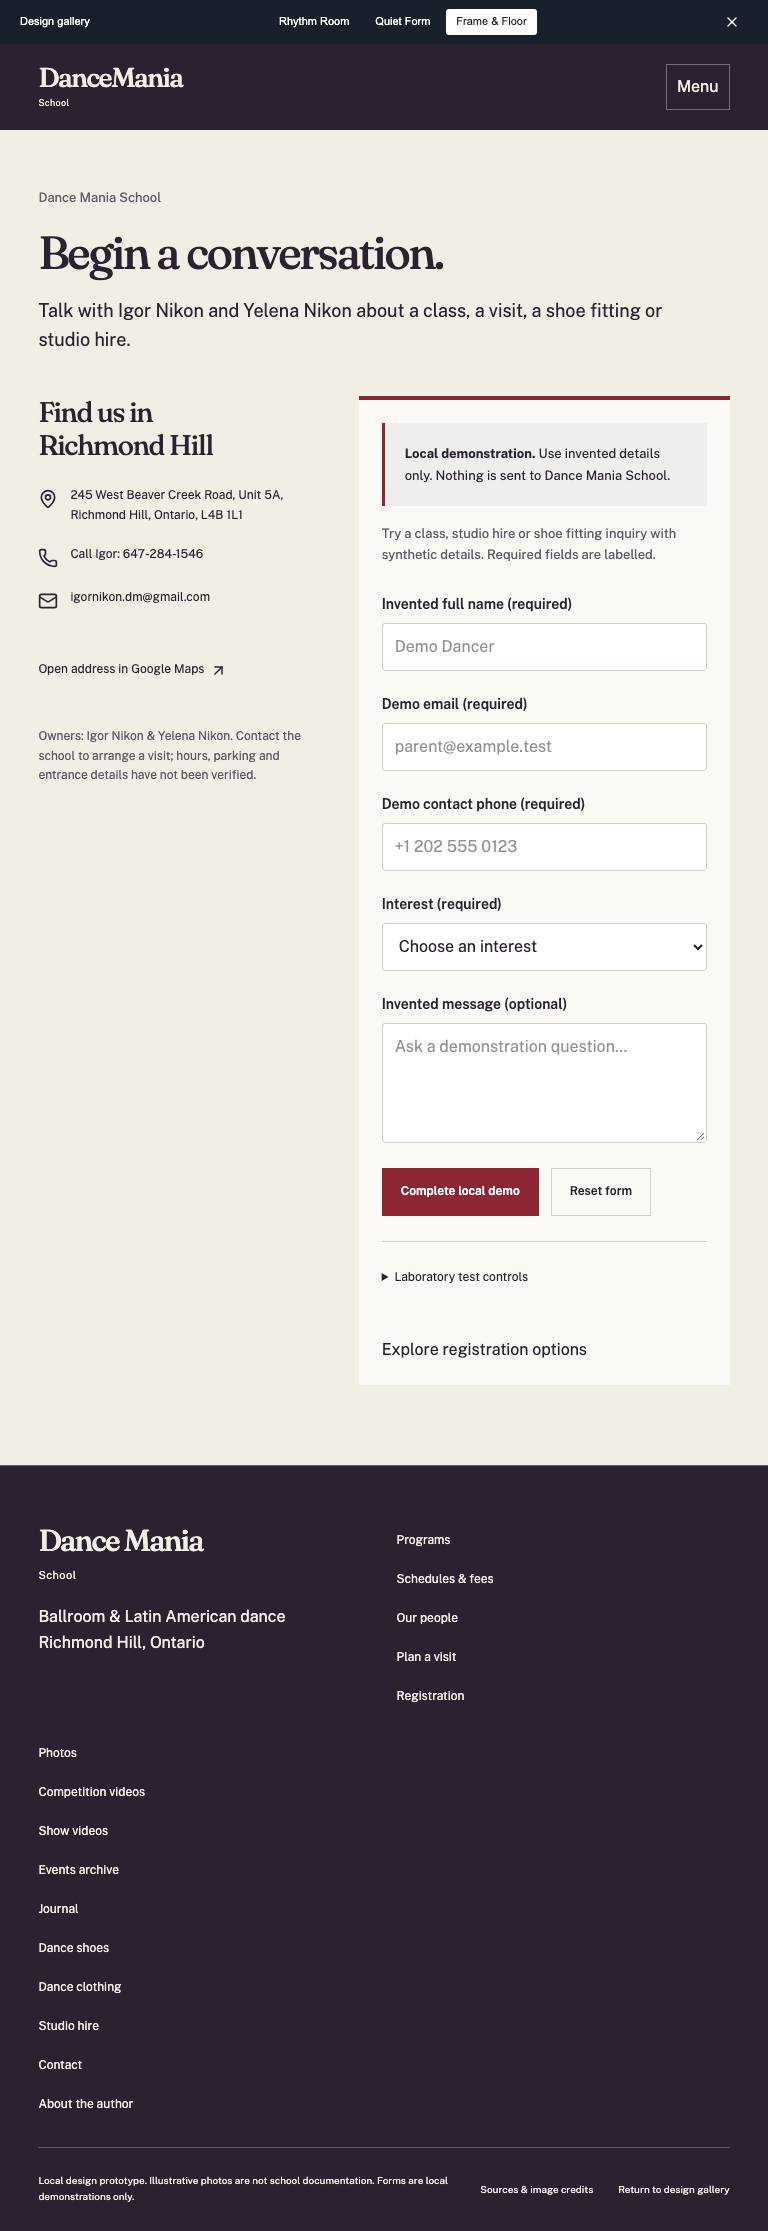 Design gallery
Rhythm Room
Quiet Form
Frame & Floor
DanceMania
School
Menu
Dance Mania School
Begin a conversation.
Talk with Igor Nikon and Yelena Nikon about a class, a visit, a shoe fitting or
studio hire.
Find us in
Richmond Hill
245 West Beaver Creek Road, Unit 5A,
Richmond Hill, Ontario, L4B 1L1
Call Igor: 647-284-1546
igornikon.dm@gmail.com
Open address in Google Maps
Owners: Igor Nikon & Yelena Nikon. Contact the
school to arrange a visit; hours, parking and
entrance details have not been verified.
Local demonstration. Use invented details
only. Nothing is sent to Dance Mania School.
Try a class, studio hire or shoe fitting inquiry with
synthetic details. Required fields are labelled.
Invented full name (required)
Demo Dancer
Demo email (required)
parent@example.test
Demo contact phone (required)
+1 202 555 0123
Interest (required)
Choose an interest
Invented message (optional)
Ask a demonstration question...
Complete local demo
Reset form
Laboratory test controls
Explore registration options
Dance Mania
School
Ballroom & Latin American dance
Richmond Hill, Ontario
Programs
Schedules & fees
Our people
Plan a visit
Registration
Photos
Competition videos
Show videos
Events archive
Journal
Dance shoes
Dance clothing
Studio hire
Contact
About the author
Local design prototype. Illustrative photos are not school documentation. Forms are local
demonstrations only.
Sources & image credits
Return to design gallery